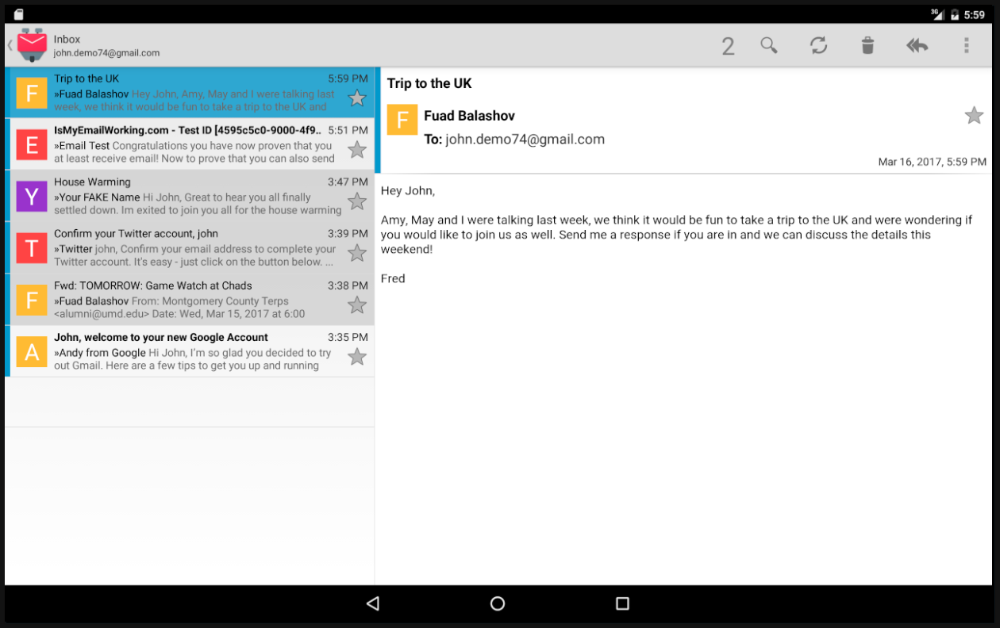 3G 5:59
Inbox
john.demo74@gmail.com
2
Trip to the UK 5:59 PM
F
»Fuad Balashov Hey John, Amy, May and I were talking last
week, we think it would be fun to take a trip to the UK and
IsMyEmailWorking.com - Test ID [4595c5c0-9000-4f9.. 5:51 PM
E
»Email Test Congratulations you have now proven that you
at least receive email! Now to prove that you can also send
House Warming 3:47 PM
Y
»Your FAKE Name Hi John, Great to hear you all finally
settled down. Im exited to join you all for the house warming
Confirm your Twitter account, john 3:39 PM
T
»Twitter john, Confirm your email address to complete your
Twitter account. It's easy - just click on the button below. ...
Fwd: TOMORROW: Game Watch at Chads 3:38 PM
F
»Fuad Balashov From: Montgomery County Terps
<alumni@umd.edu> Date: Wed, Mar 15, 2017 at 6:00
John, welcome to your new Google Account 3:35 PM
A
»Andy from Google Hi John, I'm so glad you decided to try
out Gmail. Here are a few tips to get you up and running
Trip to the UK
F
Fuad Balashov
To: john.demo74@gmail.com
Mar 16, 2017, 5:59 PM
Hey John,
Amy, May and I were talking last week, we think it would be fun to take a trip to the UK and were wondering if
you would like to join us as well. Send me a response if you are in and we can discuss the details this
weekend!
Fred